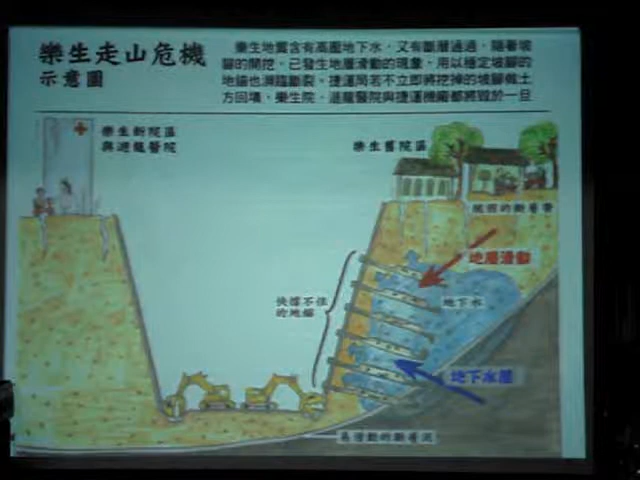 樂生走山危機
示意圖
樂生地質含有高壓地下水，又有斷層通過，隨著坡
腳的開挖，已發生地層滑動的現象，用以穩定坡腳的
地錨也瀕臨斷裂。捷運局若不立即將挖掉的坡腳做土
方回填，樂生院、迴龍醫院與捷運機廠都將毀於一旦
樂生新院區
與迴龍醫院
樂生舊院區
地層滑動
快撐不住
的地錨
地下水
地下水層
易滑動的斷層泥